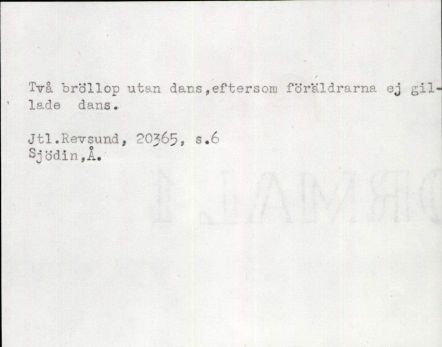 Två bröllop utan dans,eftersom föräldrarna ej gil-
lade dans.
Jtl.Revsund, 20365, s.6
Sjödin,Å.